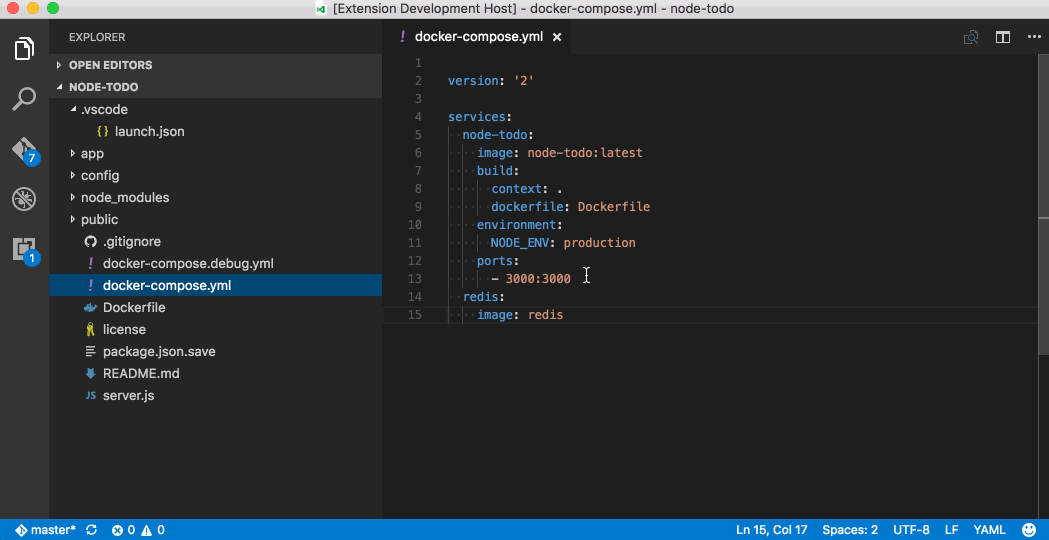 [Extension Development Host] - docker-compose.yml - node-todo
EXPLORER
OPEN EDITORS
NODE-TODO
.vscode
{} launch.json
app
config
node_modules
public
.gitignore
! docker-compose.debug.yml
! docker-compose.yml
Dockerfile
license
package.json.save
README.md
JS server.js
7
1
! docker-compose.yml ×
1
2 version: '2'
3
4 services:
5 node-todo:
6 image: node-todo:latest
7 build:
8 context: .
9 dockerfile: Dockerfile
10 environment:
11 NODE_ENV: production
12 ports:
13 - 3000:3000
14 redis:
15 image: redis
master* 0 0 Ln 15, Col 17 Spaces: 2 UTF-8 LF YAML